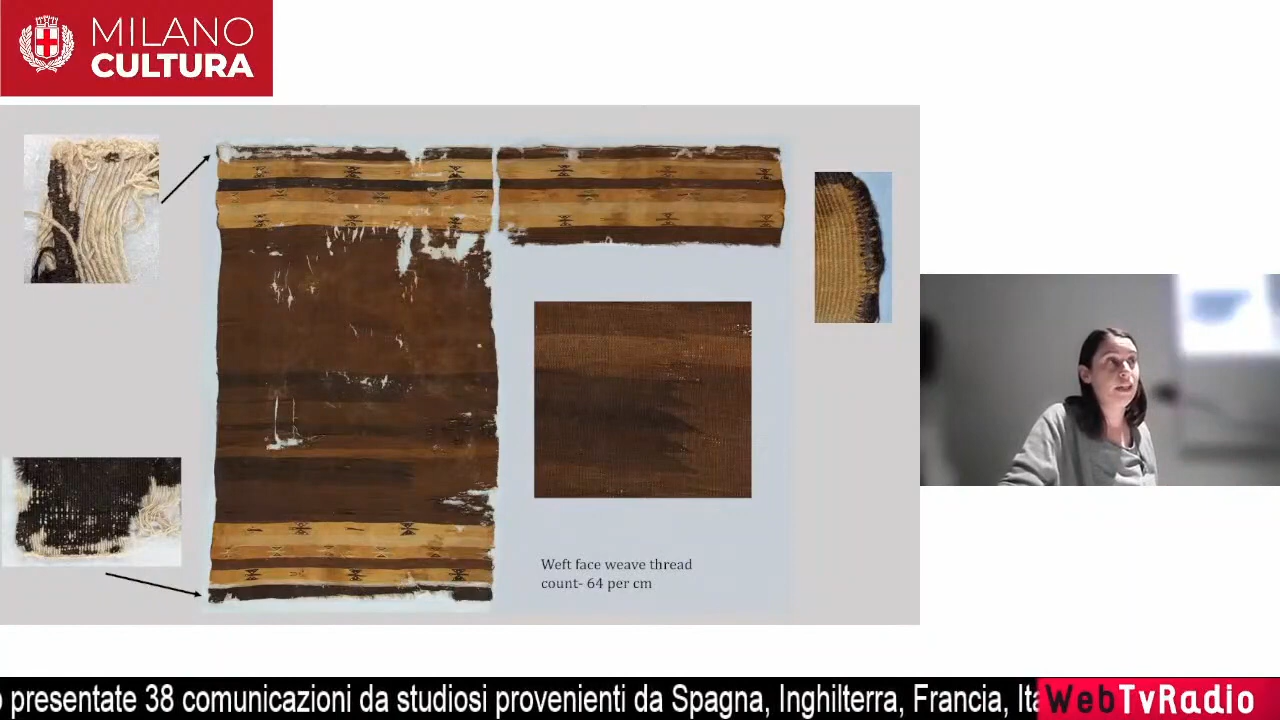 MILANO
CULTURA
Weft face weave thread
count- 64 per cm
presentate 38 comunicazioni da studiosi provenienti da Spagna, Inghilterra, Francia,
WebTvRadio